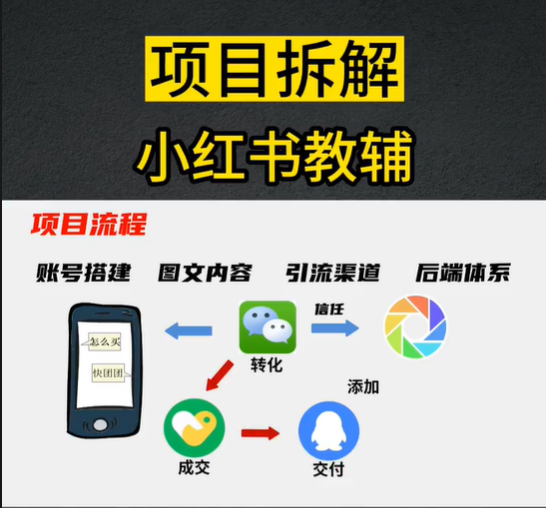 项目拆解
小红书教辅
项目流程
账号搭建 图文内容 引流渠道 后端体系
怎么买
快团团
信任
转化
添加
成交
交付